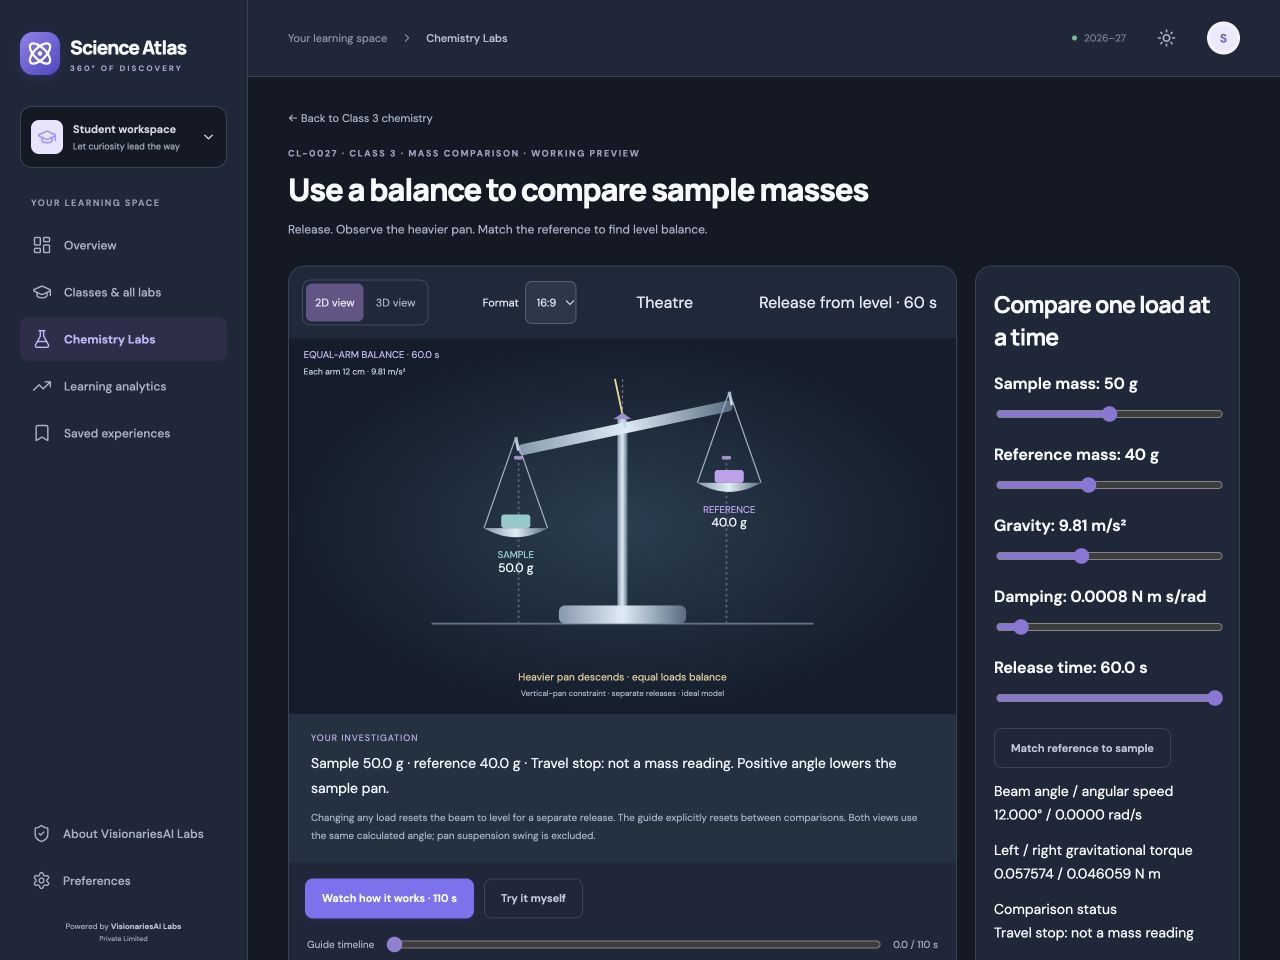 Science Atlas
360° OF DISCOVERY
Student workspace
Let curiosity lead the way
YOUR LEARNING SPACE
Overview
Classes & all labs
Chemistry Labs
Learning analytics
Saved experiences
About VisionariesAI Labs
Preferences
Powered by VisionariesAI Labs
Private Limited
Your learning space
Chemistry Labs
2026–27
S
← Back to Class 3 chemistry
CL-0027 · CLASS 3 · MASS COMPARISON · WORKING PREVIEW
Use a balance to compare sample masses
Release. Observe the heavier pan. Match the reference to find level balance.
2D view
3D view
Format
16:9
Theatre
Release from level · 60 s
EQUAL-ARM BALANCE · 60.0 s
Each arm 12 cm · 9.81 m/s²
REFERENCE
40.0 g
SAMPLE
50.0 g
Heavier pan descends · equal loads balance
Vertical-pan constraint · separate releases · ideal model
YOUR INVESTIGATION
Sample 50.0 g · reference 40.0 g · Travel stop: not a mass reading. Positive angle lowers the
sample pan.
Changing any load resets the beam to level for a separate release. The guide explicitly resets between comparisons. Both views use
the same calculated angle; pan suspension swing is excluded.
Watch how it works · 110 s
Try it myself
Guide timeline
0.0 / 110 s
Compare one load at
a time
Sample mass: 50 g
Reference mass: 40 g
Gravity: 9.81 m/s²
Damping: 0.0008 N m s/rad
Release time: 60.0 s
Match reference to sample
Beam angle / angular speed
12.000° / 0.0000 rad/s
Left / right gravitational torque
0.057574 / 0.046059 N m
Comparison status
Travel stop: not a mass reading